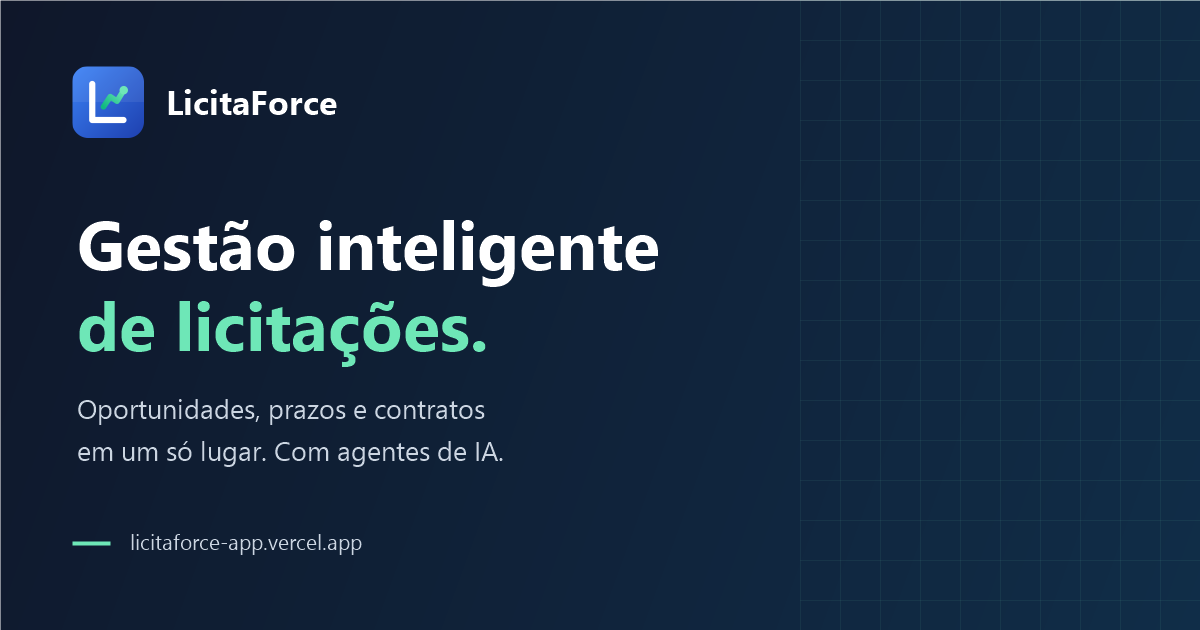 LicitaForce
Gestão inteligente
de licitações.
Oportunidades, prazos e contratos
em um só lugar. Com agentes de IA.
licitaforce-app.vercel.app